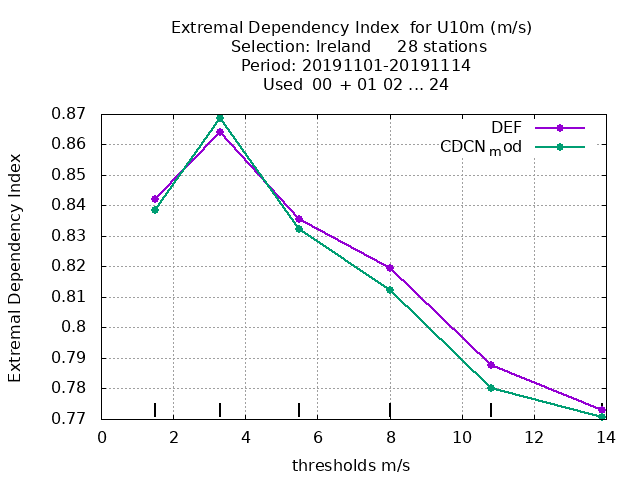 Extremal Dependency Index  for U10m (m/s)
Selection: Ireland     28 stations
Period: 20191101-20191114
Used  00  + 01 02 ... 24
DEF
CDCNmod
Extremal Dependency Index
0.87
0.86
0.85
0.84
0.83
0.82
0.81
0.8
0.79
0.78
0.77
0 2 4 6 8 10 12 14
thresholds m/s